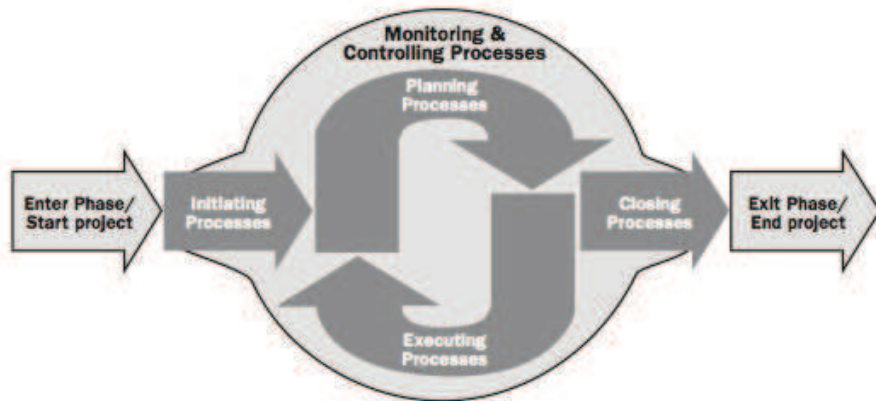 Monitoring &
Controlling Processes
Planning
Processes
Enter Phase/
Start project
Initiating
Processes
Closing
Processes
Exit Phase/
End project
Executing
Processes